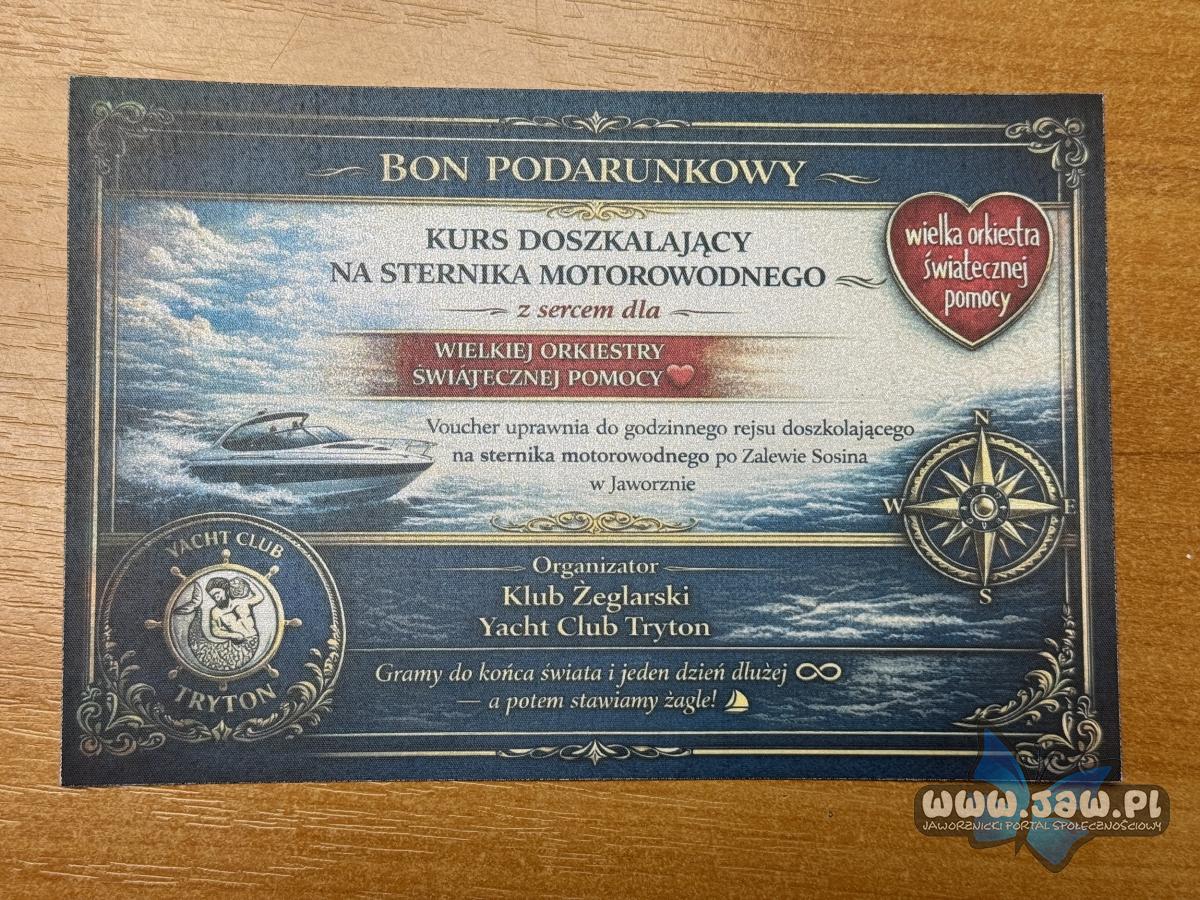 BON PODARUNKOWY
KURS DOSZKALAJĄCY
NA STERNIKA MOTOROWODNEGO
z sercem dla
WIELKIEJ ORKIESTRY
ŚWIĄTECZNEJ POMOCY
wielka orkiestra
świątecznej
pomocy
Voucher uprawnia do godzinnego rejsu doszkolającego
na sternika motorowodnego po Zalewie Sosina
w Jaworznie
N
W
E
S
YACHT CLUB
TRYTON
Organizator
Klub Żeglarski
Yacht Club Tryton
Gramy do końca świata i jeden dzień dlużej ∞
— a potem stawiamy żagle!
www.jaw.pl
JAWORZNICKI PORTAL SPOŁECZNOŚCIOWY